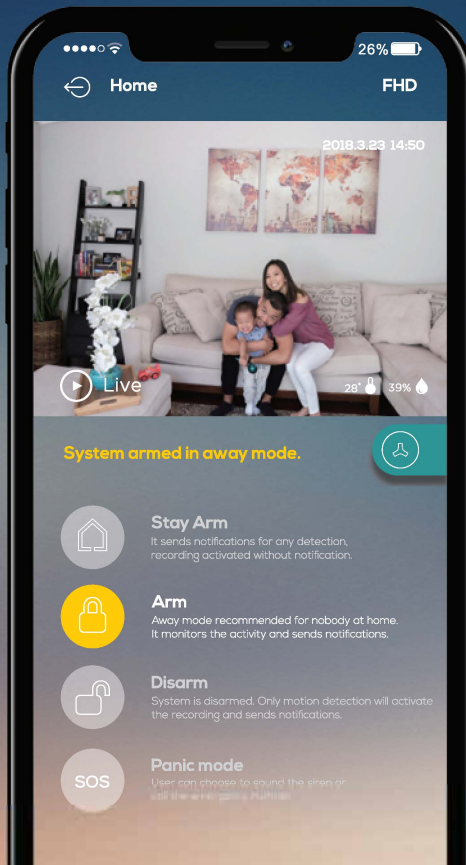 26%
Home
FHD
2018.3.23 14:50
Live
28°
39%
System armed in away mode.
Stay Arm
It sends notifications for any detection,
recording activated without notification.
Arm
Away mode recommended for nobody at home.
It monitors the activity and sends notifications.
Disarm
System is disarmed. Only motion detection will activate
the recording and sends notifications.
SOS
Panic mode
User can choose to sound the siren or
call the